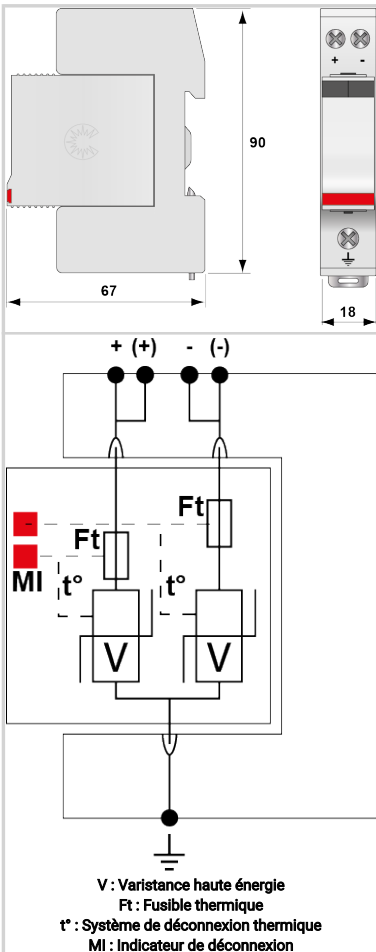 + -
90
67
18
+ (+) - (-)
Ft
Ft
-
MI
t°
t°
V
V
V : Varistance haute énergie
Ft : Fusible thermique
t° : Système de déconnexion thermique
MI : Indicateur de déconnexion